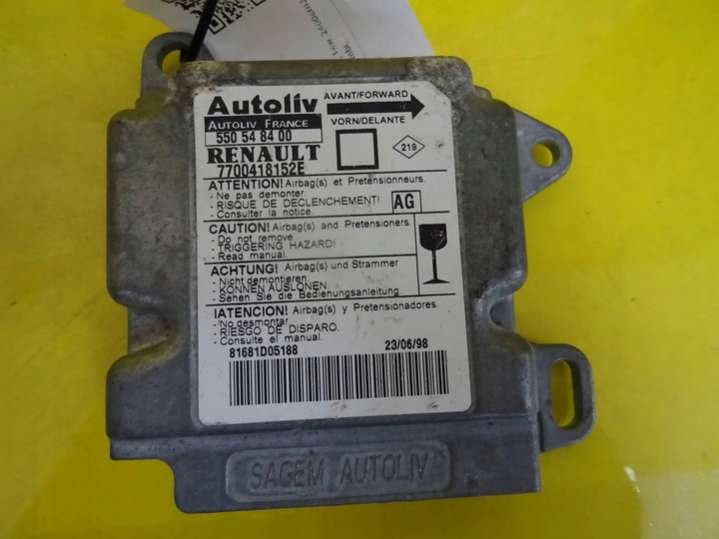 Autoliv
AVANT/FORWARD
AUTOLIV FRANCE
VORN/DELANTE
550 54 84 00
RENAULT
219
7700418152E
ATTENTION! Airbag(s) et Pretensionneurs.
- Ne pas demonter.
- RISQUE DE DECLENCHEMENT!
- Consulter la notice.
AG
CAUTION! Airbag(s) and Pretensioners.
- Do not remove.
- TRIGGERING HAZARD!
- Read manual.
ACHTUNG! Airbag(s) und Strammer
- Nicht demontieren.
- KONNEN AUSLONEN.
- Sehen Sie die Bedienungsanleitung
IATENCION! Airbag(s) y Pretensionadores.
- No desmontar.
- RIESGO DE DISPARO.
- Consulte el manual.
81681D05188
23/06/98
SAGEM AUTOLIV